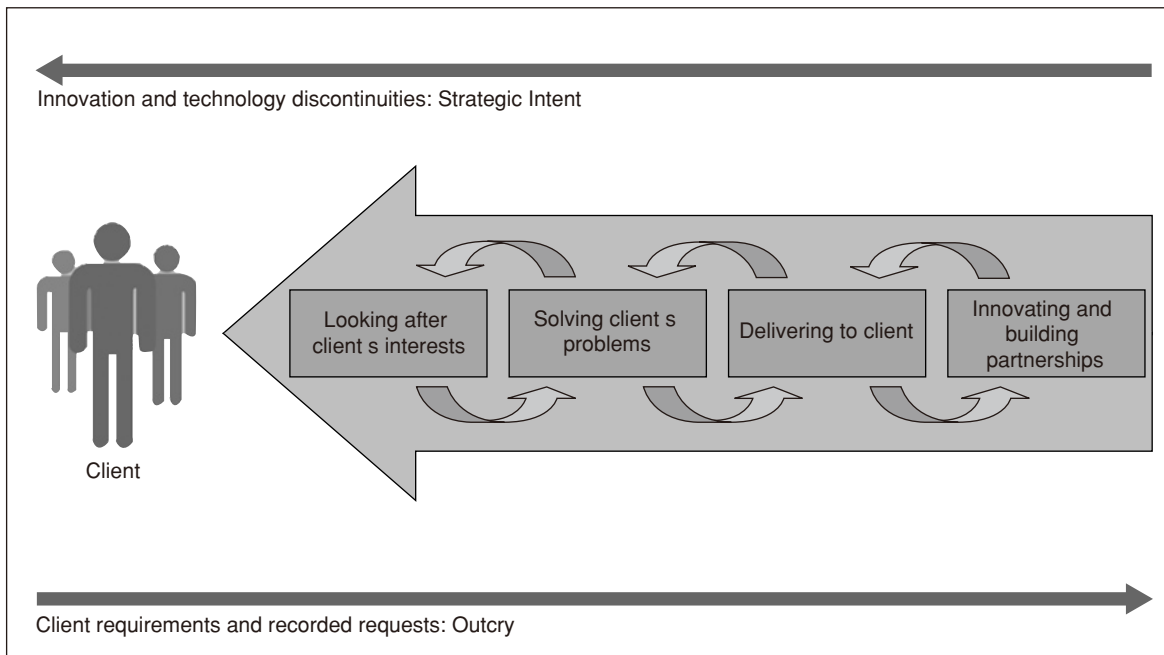 Innovation and technology discontinuities: Strategic Intent
Looking after
client s interests
Solving client s
problems
Delivering to client
Innovating and
building
partnerships
Client
Client requirements and recorded requests: Outcry